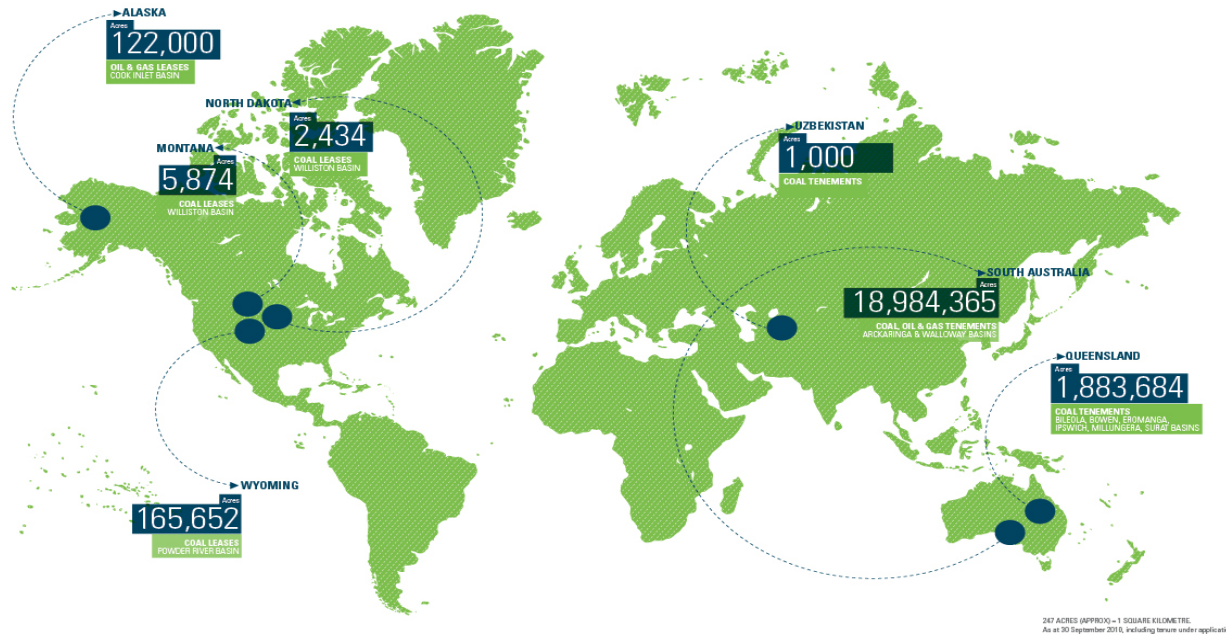 ALASKA
Acres
122,000
OIL & GAS LEASES
COOK INLET BASIN
NORTH DAKOTA
Acres
2,434
COAL LEASES
WILLISTON BASIN
MONTANA
Acres
5,874
COAL LEASES
WILLISTON BASIN
UZBEKISTAN
Acres
1,000
COAL TENEMENTS
SOUTH AUSTRALIA
Acres
18,984,365
COAL, OIL & GAS TENEMENTS
ARCKARINGA & WALLOWAY BASINS
QUEENSLAND
Acres
1,883,684
COAL TENEMENTS
BILEOLA, BOWEN, EROMANGA,
IPSWICH, MILLUNGERA, SURAT BASINS
WYOMING
Acres
165,652
COAL LEASES
POWDER RIVER BASIN
247 ACRES (APPROX) = 1 SQUARE KILOMETRE.
As at 30 September 2010, including tenure under applicati